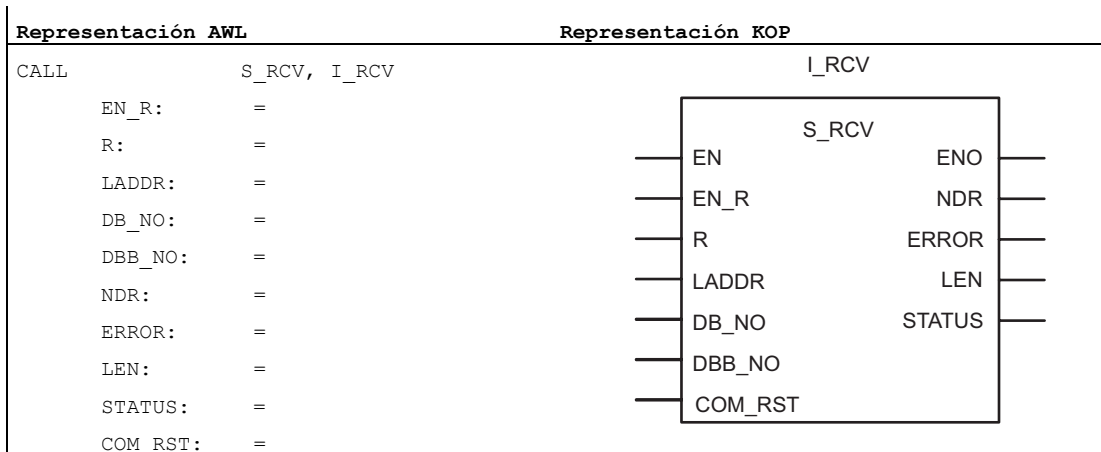 Representación AWL
CALL S_RCV, I_RCV
EN_R: =
R: =
LADDR: =
DB_NO: =
DBB_NO: =
NDR: =
ERROR: =
LEN: =
STATUS: =
COM_RST: =
Representación KOP
I_RCV
S_RCV
EN ENO
EN_R NDR
R ERROR
LADDR LEN
DB_NO STATUS
DBB_NO
COM_RST